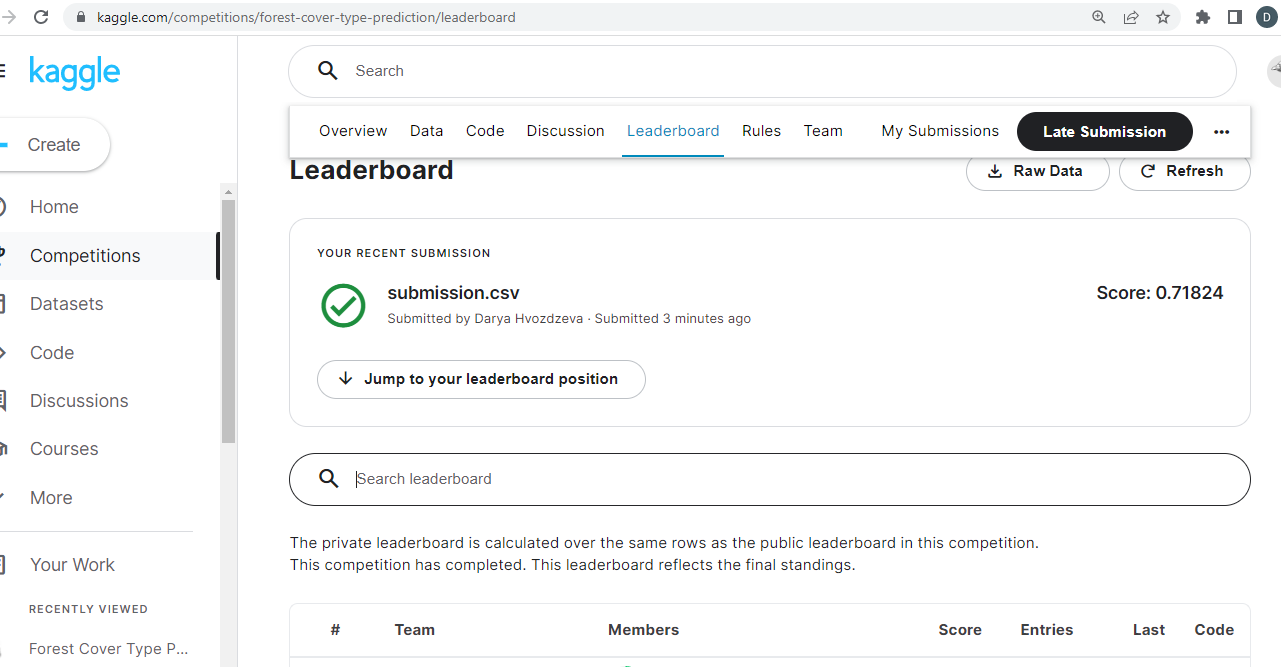 kaggle.com/competitions/forest-cover-type-prediction/leaderboard
D
kaggle
Search
Create
Overview Data Code Discussion Leaderboard Rules Team My Submissions Late Submission
Leaderboard
Raw Data Refresh
Home
Competitions
Datasets
Code
Discussions
Courses
More
Your Work
RECENTLY VIEWED
Forest Cover Type P...
YOUR RECENT SUBMISSION
submission.csv
Score: 0.71824
Submitted by Darya Hvozdzeva · Submitted 3 minutes ago
Jump to your leaderboard position
Search leaderboard
The private leaderboard is calculated over the same rows as the public leaderboard in this competition.
This competition has completed. This leaderboard reflects the final standings.
# Team Members Score Entries Last Code